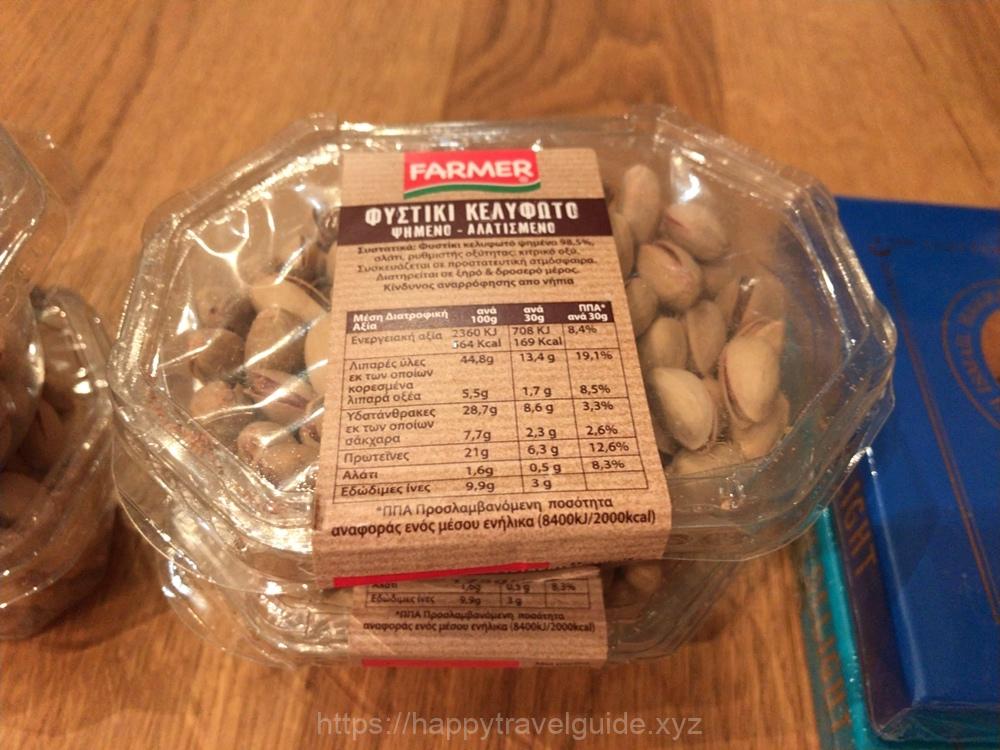 FARMER
ΦΥΣΤΙΚΙ ΚΕΛΥΦΩΤΟ
ΨΗΜΕΝΟ - ΑΛΑΤΙΣΜΕΝΟ
Συστατικά: Φυστίκι κελυφωτό ψημένο 98,5%,
αλάτι, ρυθμιστής οξύτητας: κιτρικό οξύ.
Συσκευάζεται σε προστατευτική ατμόσφαιρα.
Διατηρείται σε ξηρό & δροσερό μέρος.
Κίνδυνος αναρρόφησης απο νήπια
Μέση Διατροφική Αξία ανά 100g ανά 30g ΠΠΑ* ανά 30g
Ενεργειακή αξία 2360 KJ 708 KJ 8,4%
564 Kcal 169 Kcal
Λιπαρές ύλες 44,8g 13,4 g 19,1%
εκ των οποίων
κορεσμένα
λιπαρά οξέα 5,5g 1,7 g 8,5%
Υδατάνθρακες 28,7g 8,6 g 3,3%
εκ των οποίων
σάκχαρα 7,7g 2,3 g 2,6%
Πρωτεΐνες 21g 6,3 g 12,6%
Αλάτι 1,6g 0,5 g 8,3%
Εδώδιμες ίνες 9,9g 3 g
*ΠΠΑ Προσλαμβανόμενη ποσότητα
αναφοράς ενός μέσου ενήλικα (8400kJ/2000kcal)
Αλάτι 1,6g 0,5 g 8,3%
Εδώδιμες ίνες 9,9g 3 g
*ΠΠΑ Προσλαμβανόμενη ποσότητα
αναφοράς ενός μέσου ενήλικα (8400kJ/2000kcal)
https://happytravelguide.xyz